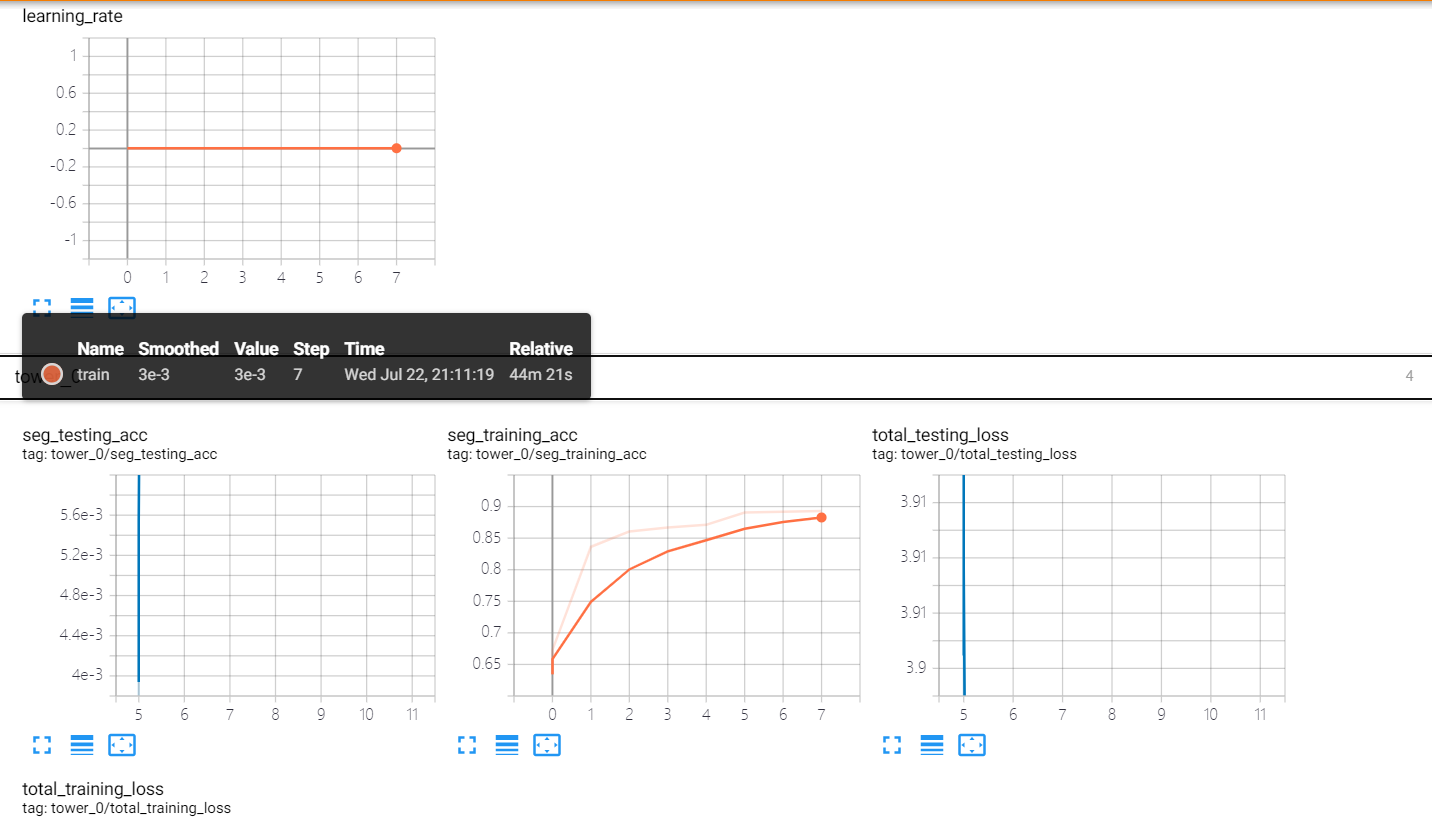 learning_rate
1
0.6
0.2
-0.2
-0.6
-1
0 1 2 3 4 5 6 7
Name Smoothed Value Step Time Relative
train 3e-3 3e-3 7 Wed Jul 22, 21:11:19 44m 21s
tower_0
4
seg_testing_acc
tag: tower_0/seg_testing_acc
5.6e-3
5.2e-3
4.8e-3
4.4e-3
4e-3
5 6 7 8 9 10 11
seg_training_acc
tag: tower_0/seg_training_acc
0.9
0.85
0.8
0.75
0.7
0.65
0 1 2 3 4 5 6 7
total_testing_loss
tag: tower_0/total_testing_loss
3.91
3.91
3.91
3.9
5 6 7 8 9 10 11
total_training_loss
tag: tower_0/total_training_loss